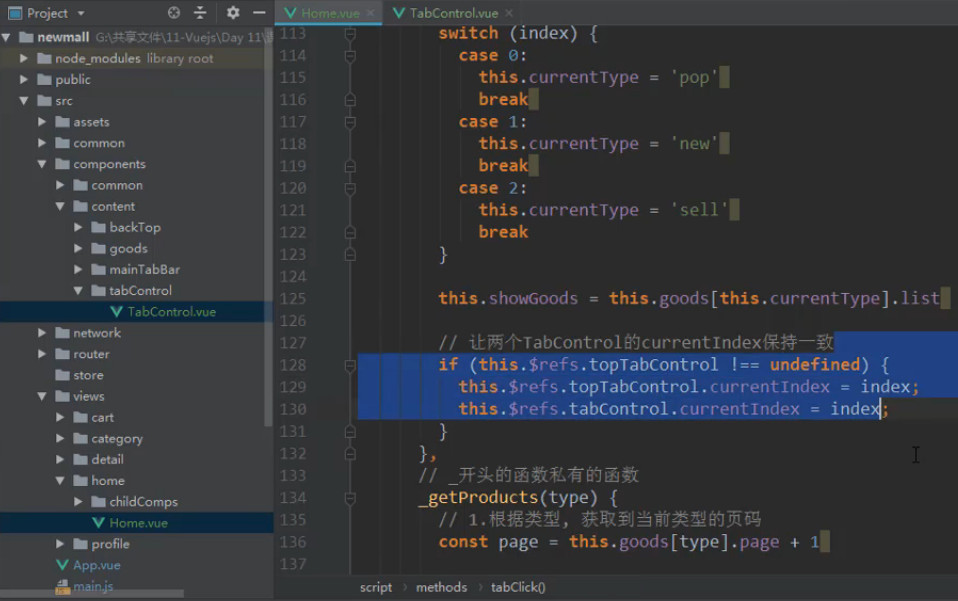 Project
Home.vue
TabControl.vue
newmall G:\共享文件\11-Vuejs\Day 11\
node_modules library root
public
src
assets
common
components
common
content
backTop
goods
mainTabBar
tabControl
TabControl.vue
network
router
store
views
cart
category
detail
home
childComps
Home.vue
profile
App.vue
main.js
113 switch (index) {
114 case 0:
115 this.currentType = 'pop'
116 break
117 case 1:
118 this.currentType = 'new'
119 break
120 case 2:
121 this.currentType = 'sell'
122 break
123 }
124
125 this.showGoods = this.goods[this.currentType].list
126
127 // 让两个TabControl的currentIndex保持一致
128 if (this.$refs.topTabControl !== undefined) {
129 this.$refs.topTabControl.currentIndex = index;
130 this.$refs.tabControl.currentIndex = index;
131 }
132 },
133 // _开头的函数私有的函数
134 _getProducts(type) {
135 // 1.根据类型, 获取到当前类型的页码
136 const page = this.goods[type].page + 1
137
script › methods › tabClick()